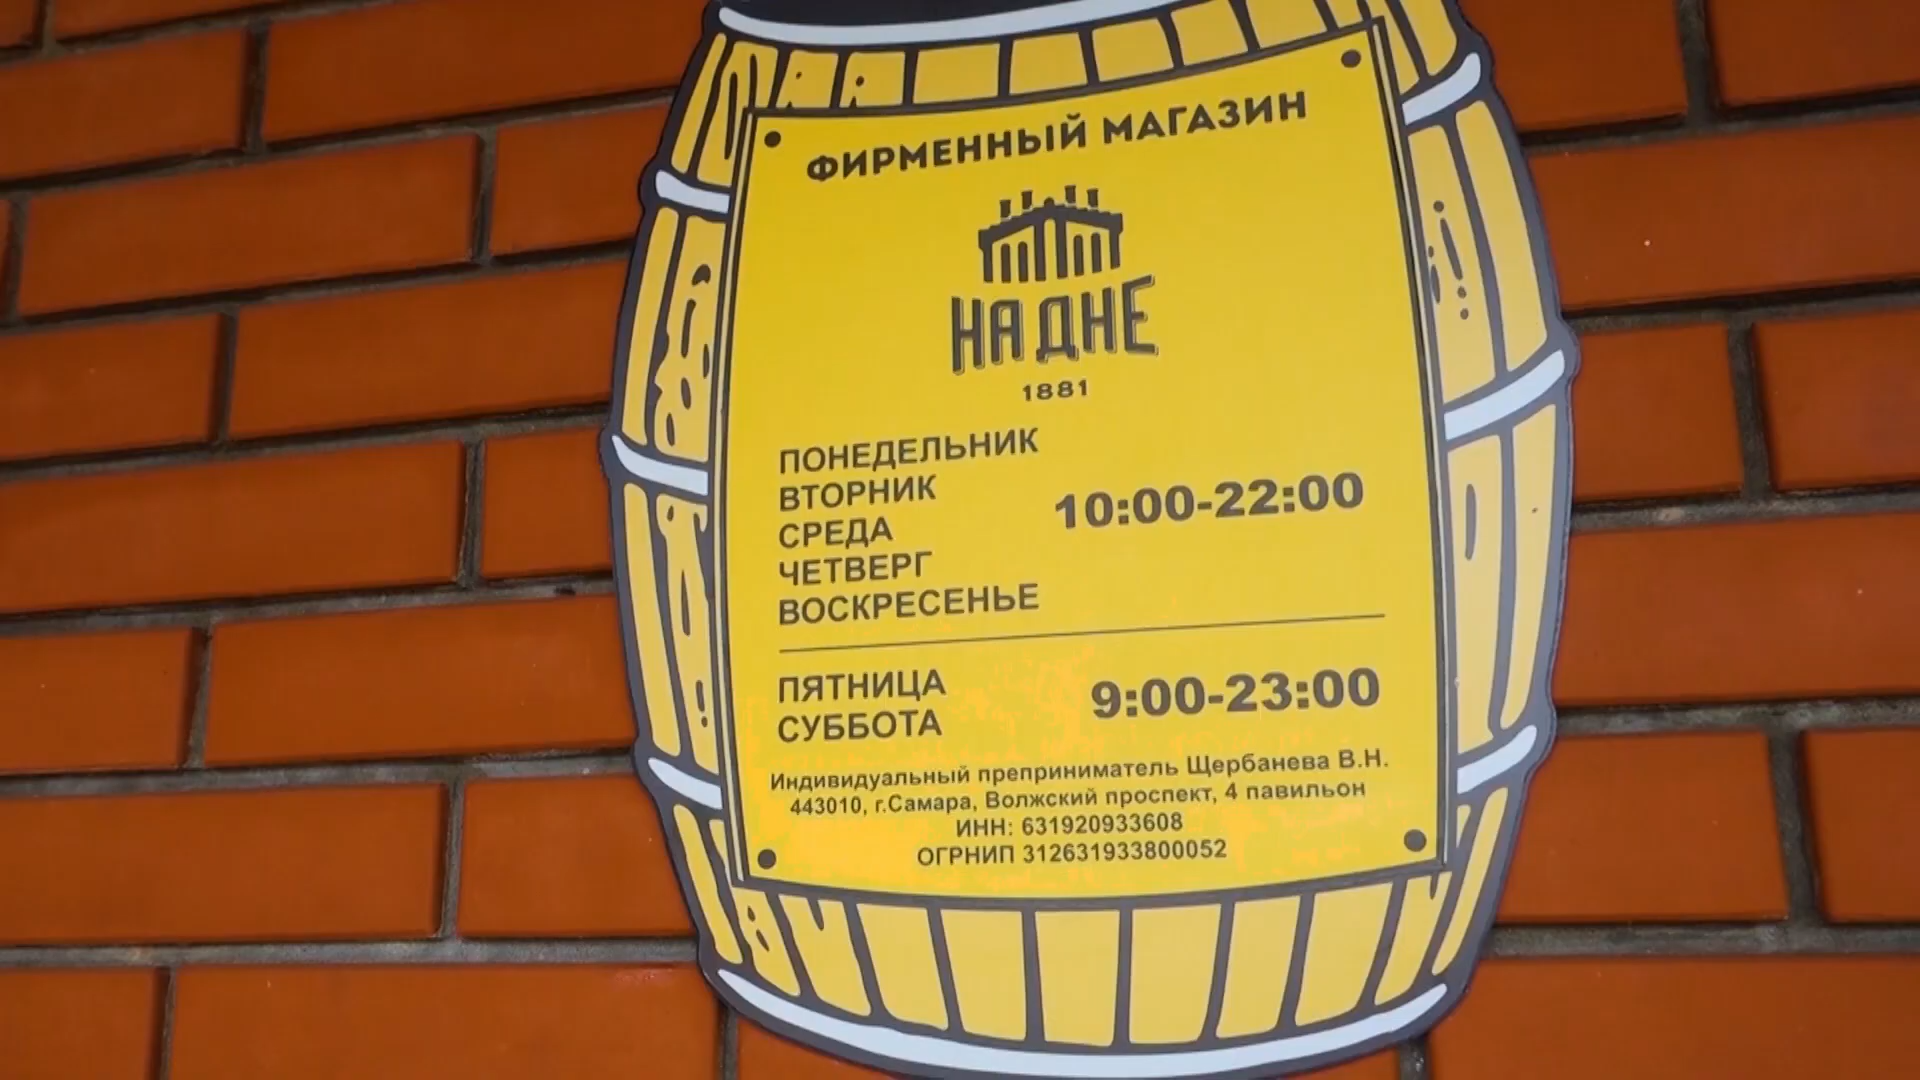 ФИРМЕННЫЙ МАГАЗИН
НА ДНЕ
1881
ПОНЕДЕЛЬНИК
ВТОРНИК
СРЕДА
ЧЕТВЕРГ
ВОСКРЕСЕНЬЕ
10:00-22:00
ПЯТНИЦА
СУББОТА
9:00-23:00
Индивидуальный преприниматель Щербанева В.Н.
443010, г.Самара, Волжский проспект, 4 павильон
ИНН: 631920933608
ОГРНИП 312631933800052